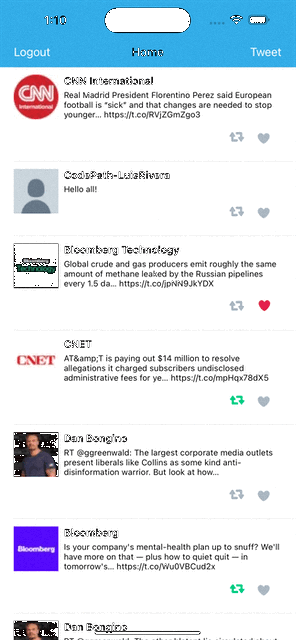 1:10
Logout Home Tweet
CNN International
Real Madrid President Florentino Perez said European
football is “sick” and that changes are needed to stop
younger... https://t.co/RVjZGmZgo3
CNN
International
CodePath-LuisRivera
Hello all!
Bloomberg Technology
Bloomberg
Technology
Global crude and gas producers emit roughly the same
amount of methane leaked by the Russian pipelines
every 1.5 da... https://t.co/jpNN9JkYDX
CNET
CNET
AT&amp;T is paying out $14 million to resolve
allegations it charged subscribers undisclosed
administrative fees for ye... https://t.co/mpHqx78dX5
Dan Bongino
RT @ggreenwald: The largest corporate media outlets
present liberals like Collins as some kind anti-
disinformation warrior. But look at how...
Bloomberg
Bloomberg
Is your company's mental-health plan up to snuff? We'll
have more on that — plus how to quiet quit — in
tomorrow's... https://t.co/Wu0VBCud2x
Dan Bongino